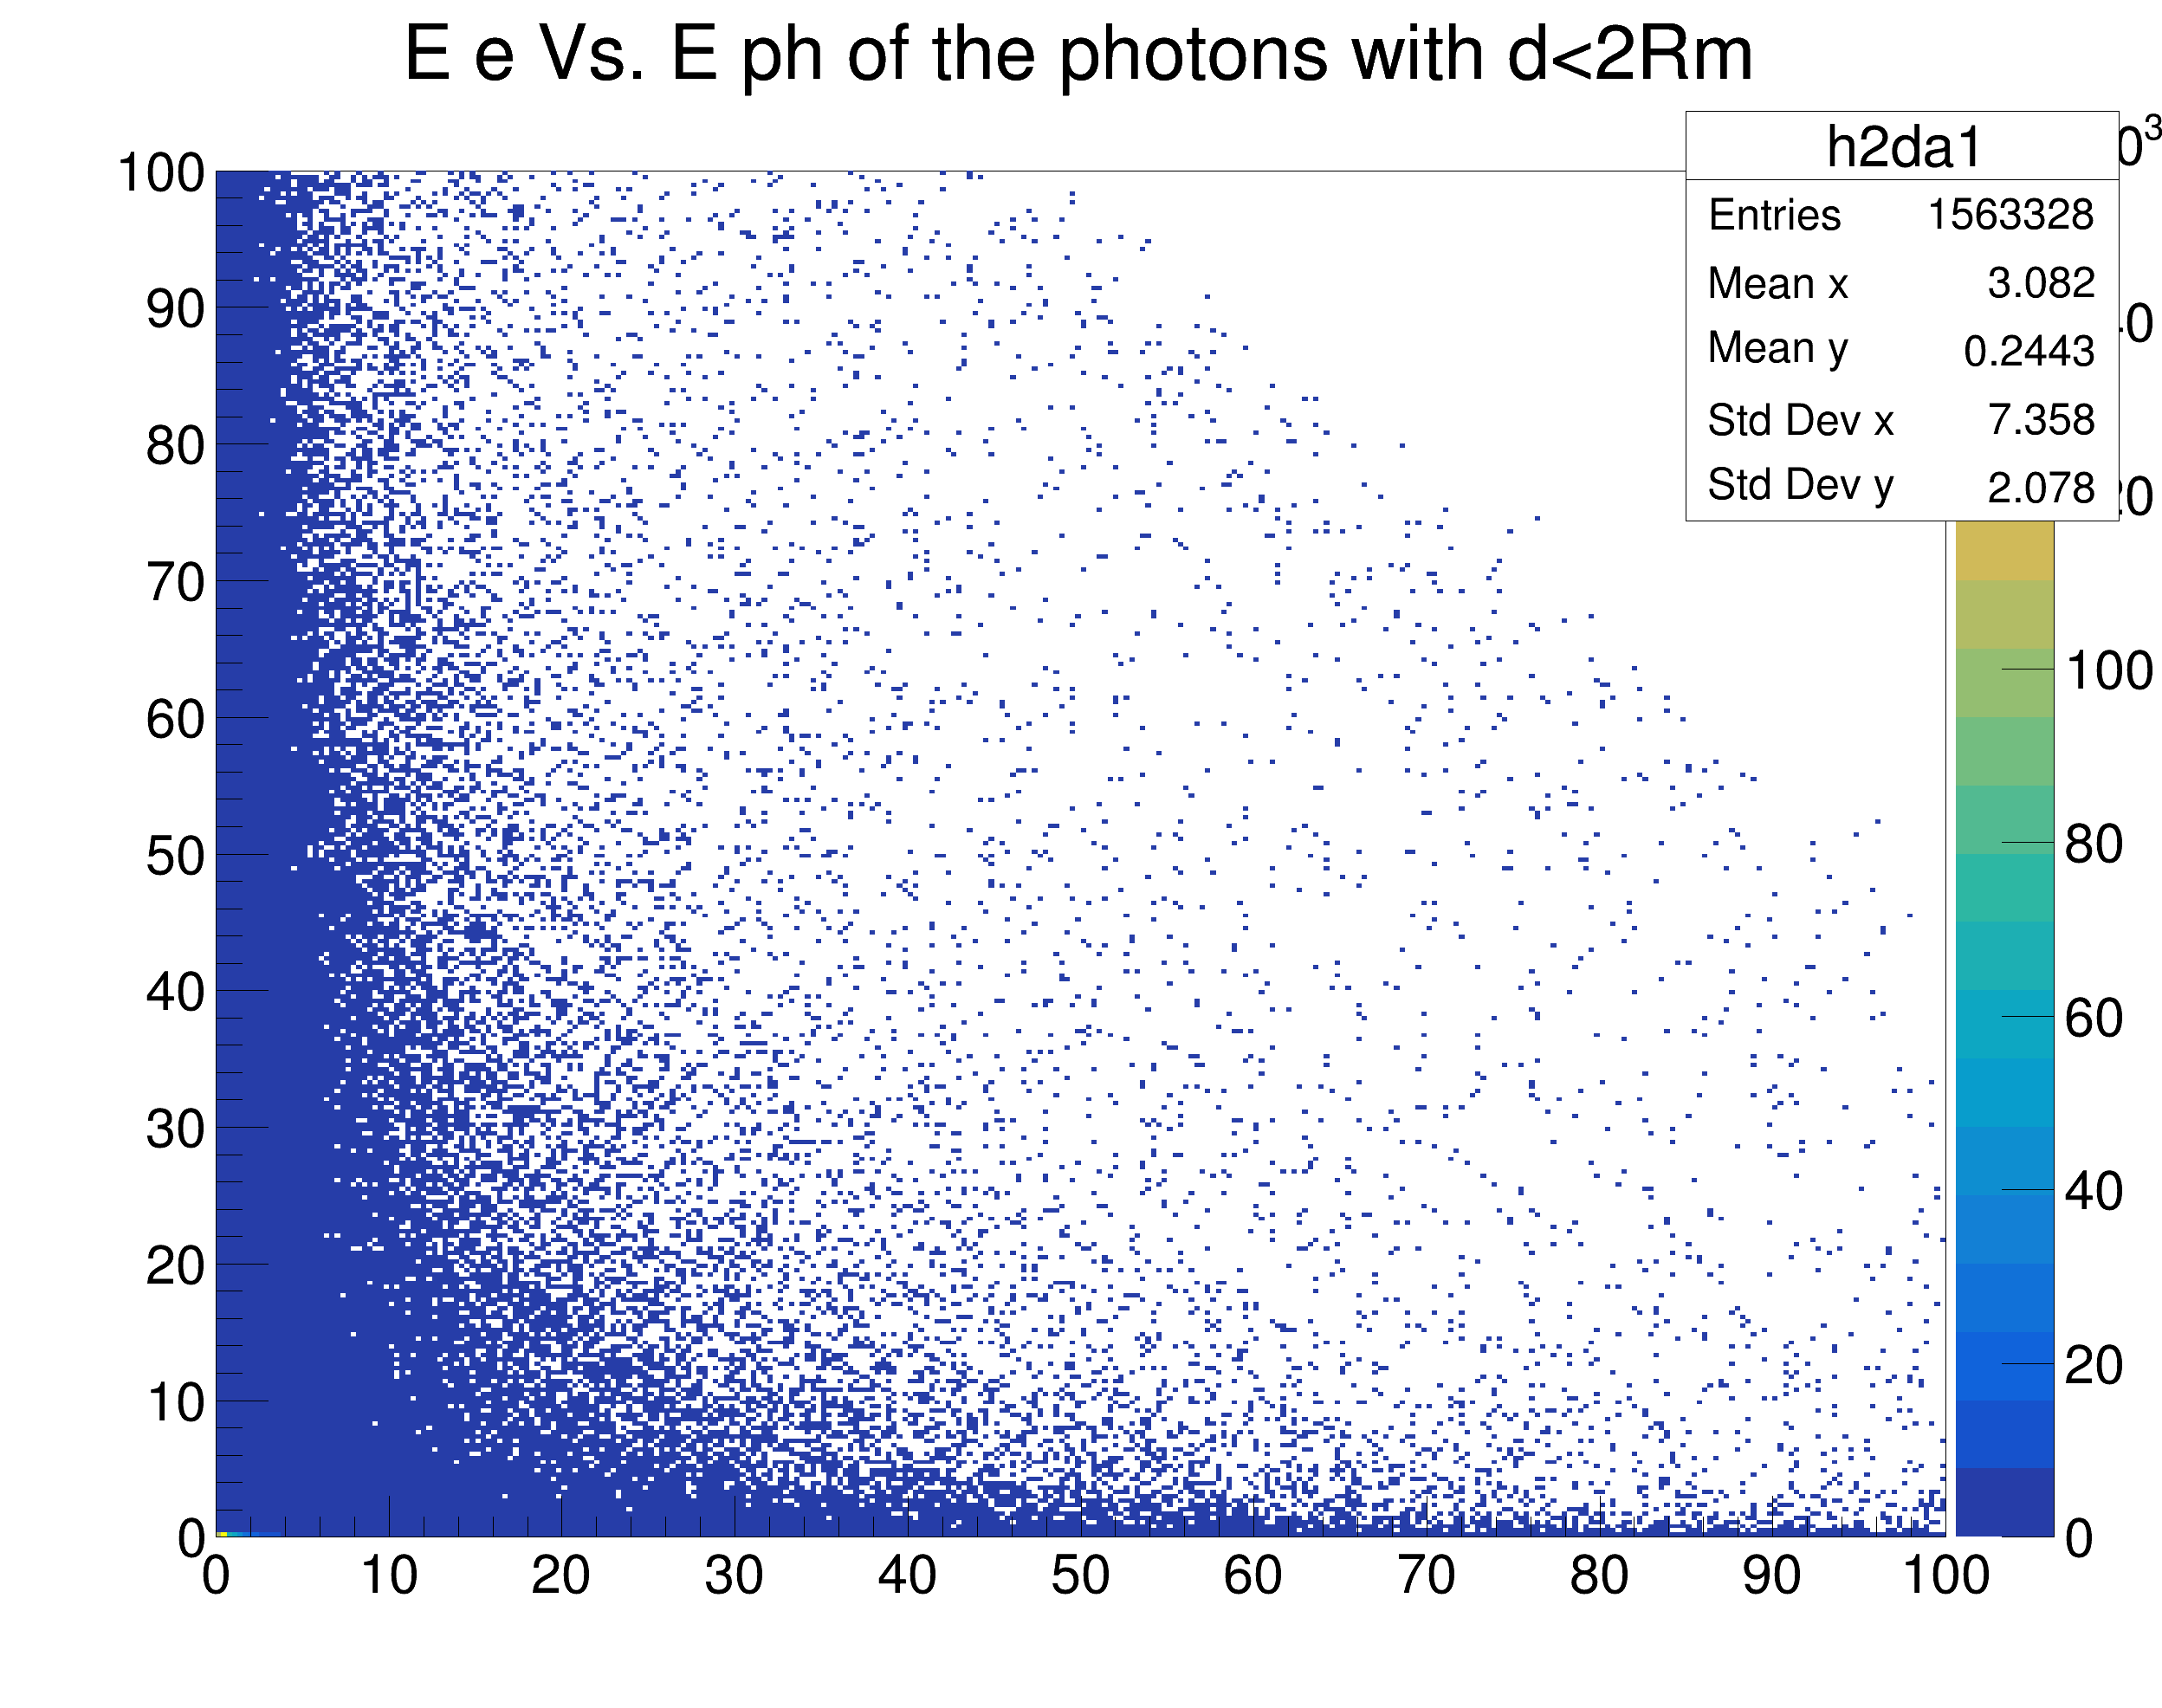 E e Vs. E ph of the photons with d<2Rm
h2da1
Entries 1563328
Mean x 3.082
Mean y 0.2443
Std Dev x 7.358
Std Dev y 2.078
100
90
80
70
60
50
40
30
20
10
0
0 10 20 30 40 50 60 70 80 90 100
100
80
60
40
20
0